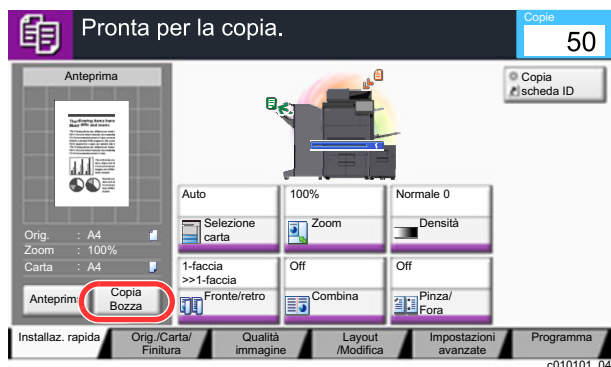 Pronta per la copia.
Copie
50
Anteprima
Copia
scheda ID
Orig. : A4
Zoom : 100%
Carta : A4
Anteprim
Copia
Bozza
Auto
Selezione
carta
100%
Zoom
Normale 0
Densità
1-faccia
>>1-faccia
Fronte/retro
Off
Combina
Off
Pinza/
Fora
Installaz. rapida
Orig./Carta/
Finitura
Qualità
immagine
Layout
/Modifica
Impostazioni
avanzate
Programma
c010101_04